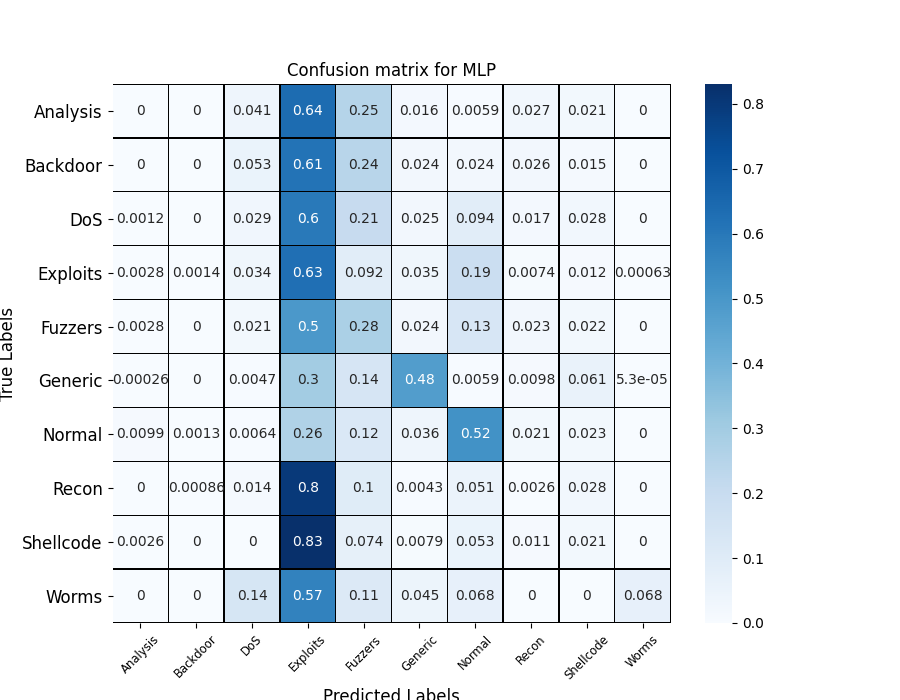 Confusion matrix for MLP
Analysis 0 0 0.041 0.64 0.25 0.016 0.0059 0.027 0.021 0
Backdoor 0 0 0.053 0.61 0.24 0.024 0.024 0.026 0.015 0
DoS 0.0012 0 0.029 0.6 0.21 0.025 0.094 0.017 0.028 0
Exploits 0.0028 0.0014 0.034 0.63 0.092 0.035 0.19 0.0074 0.012 0.00063
Fuzzers 0.0028 0 0.021 0.5 0.28 0.024 0.13 0.023 0.022 0
Generic 0.00026 0 0.0047 0.3 0.14 0.48 0.0059 0.0098 0.061 5.3e-05
Normal 0.0099 0.0013 0.0064 0.26 0.12 0.036 0.52 0.021 0.023 0
Recon 0 0.00086 0.014 0.8 0.1 0.0043 0.051 0.0026 0.028 0
Shellcode 0.0026 0 0 0.83 0.074 0.0079 0.053 0.011 0.021 0
Worms 0 0 0.14 0.57 0.11 0.045 0.068 0 0 0.068
Analysis Backdoor DoS Exploits Fuzzers Generic Normal Recon Shellcode Worms
Predicted Labels
True Labels
0.8
0.7
0.6
0.5
0.4
0.3
0.2
0.1
0.0